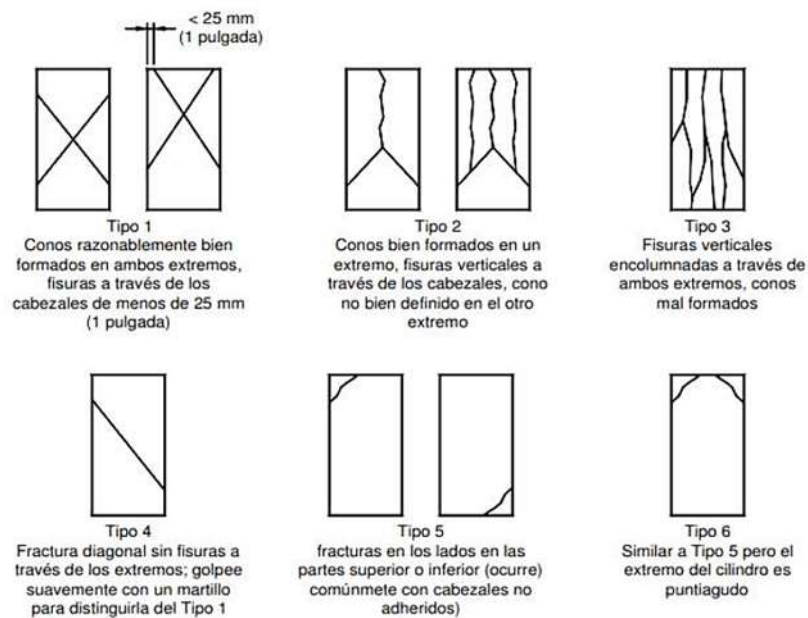 < 25 mm
(1 pulgada)
Tipo 1
Conos razonablemente bien
formados en ambos extremos,
fisuras a través de los
cabezales de menos de 25 mm
(1 pulgada)
Tipo 2
Conos bien formados en un
extremo, fisuras verticales a
través de los cabezales, cono
no bien definido en el otro
extremo
Tipo 3
Fisuras verticales
encolumnadas a través de
ambos extremos, conos
mal formados
Tipo 4
Fractura diagonal sin fisuras a
través de los extremos; golpee
suavemente con un martillo
para distinguirla del Tipo 1
Tipo 5
fracturas en los lados en las
partes superior o inferior (ocurre)
comúnmete con cabezales no
adheridos)
Tipo 6
Similar a Tipo 5 pero el
extremo del cilindro es
puntiagudo